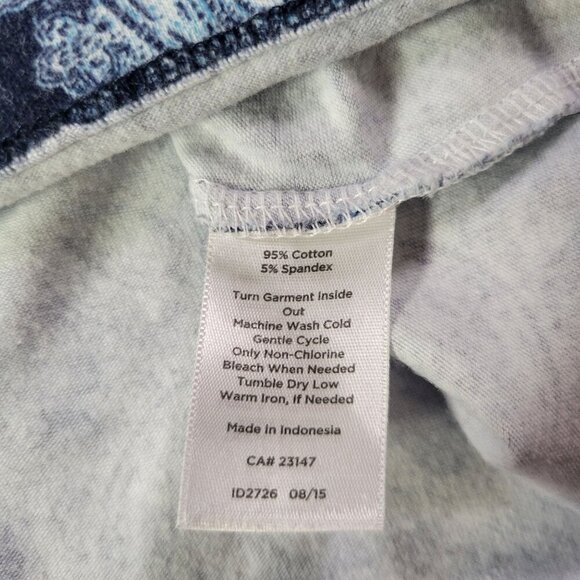 95% Cotton
5% Spandex
Turn Garment Inside
Out
Machine Wash Cold
Gentle Cycle
Only Non-Chlorine
Bleach When Needed
Tumble Dry Low
Warm Iron, If Needed
Made in Indonesia
CA# 23147
ID2726 08/15